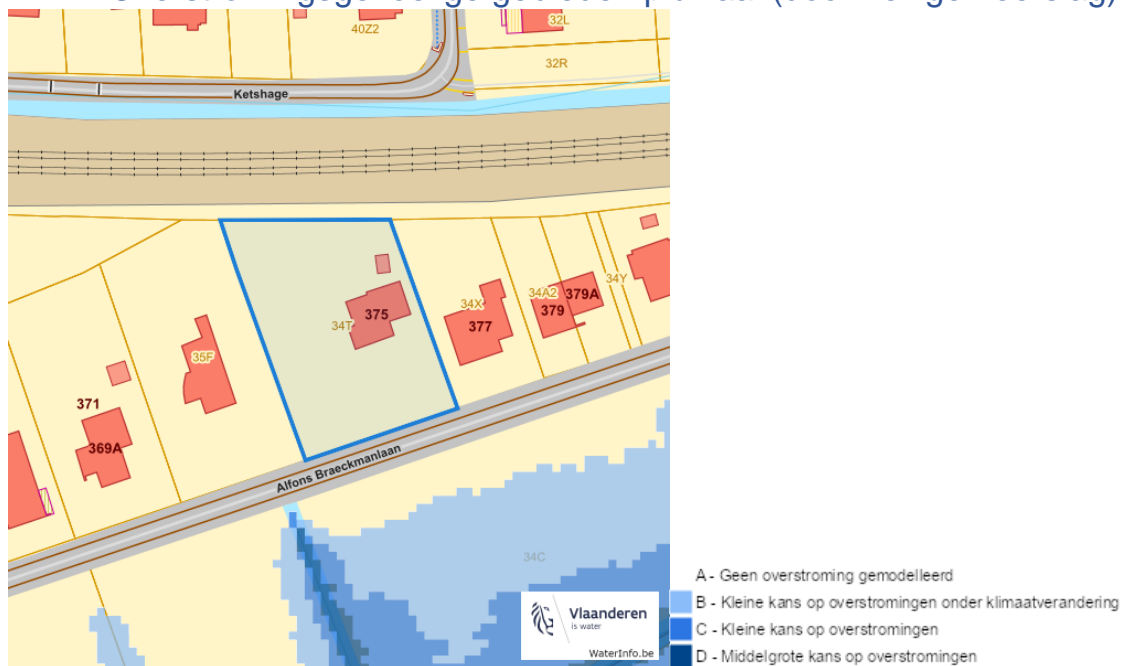 40Z2
32L
32R
Ketshage
34Y
34A2
379A
34X
379
375
34T
377
35F
371
369A
Alfons Braeckmanlaan
34C
Vlaanderen
is water
WaterInfo.be
A - Geen overstroming gemodelleerd
B - Kleine kans op overstromingen onder klimaatverandering
C - Kleine kans op overstromingen
D - Middelgrote kans op overstromingen